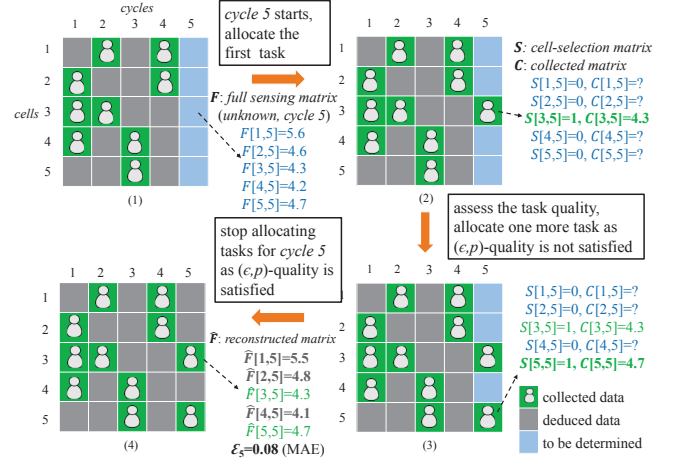 cycles
1 2 3 4 5
1
2
cells 3
4
5
(1)
cycle 5 starts,
allocate the
first task
F: full sensing matrix
(unknown, cycle 5)
F[1,5]=5.6
F[2,5]=4.6
F[3,5]=4.3
F[4,5]=4.2
F[5,5]=4.7
1 2 3 4 5
1
2
3
4
5
(2)
S: cell-selection matrix
C: collected matrix
S[1,5]=0, C[1,5]=?
S[2,5]=0, C[2,5]=?
S[3,5]=1, C[3,5]=4.3
S[4,5]=0, C[4,5]=?
S[5,5]=0, C[5,5]=?
assess the task quality,
allocate one more task as
(ϵ,p)-quality is not satisfied
1 2 3 4 5
1
2
3
4
5
(3)
S[1,5]=0, C[1,5]=?
S[2,5]=0, C[2,5]=?
S[3,5]=1, C[3,5]=4.3
S[4,5]=0, C[4,5]=?
S[5,5]=1, C[5,5]=4.7
collected data
deduced data
to be determined
stop allocating
tasks for cycle 5
as (ϵ,p)-quality is
satisfied
1 2 3 4 5
1
2
3
4
5
(4)
F̂: reconstructed matrix
F̂[1,5]=5.5
F̂[2,5]=4.8
F̂[3,5]=4.3
F̂[4,5]=4.1
F̂[5,5]=4.7
ℰ₅=0.08 (MAE)